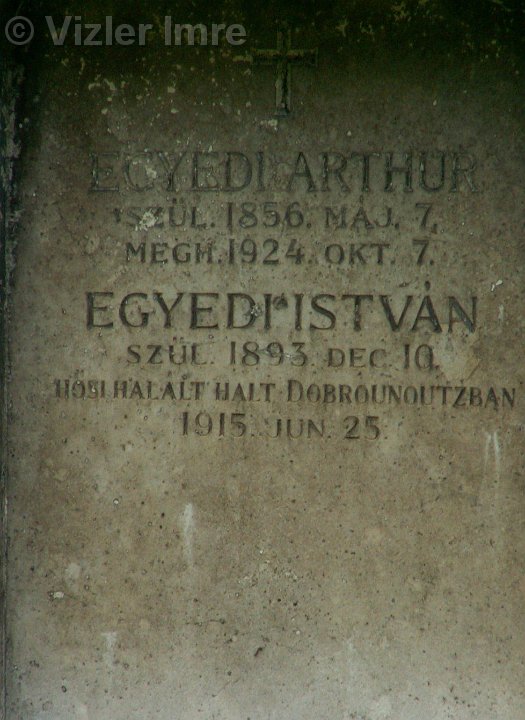 © Vizler Imre
EGYEDI ARTHUR
SZÜL. 1856. MÁJ. 7.
MEGH. 1924. OKT. 7.
EGYEDI ISTVÁN
SZÜL. 1893. DEC. 10.
HŐSI HALÁLT HALT DOBROUNOUTZBAN
1915. JUN. 25.